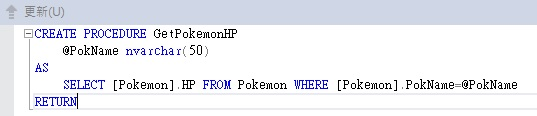 更新(U)
CREATE PROCEDURE GetPokemonHP
@PokName nvarchar(50)
AS
SELECT [Pokemon].HP FROM Pokemon WHERE [Pokemon].PokName=@PokName
RETURN